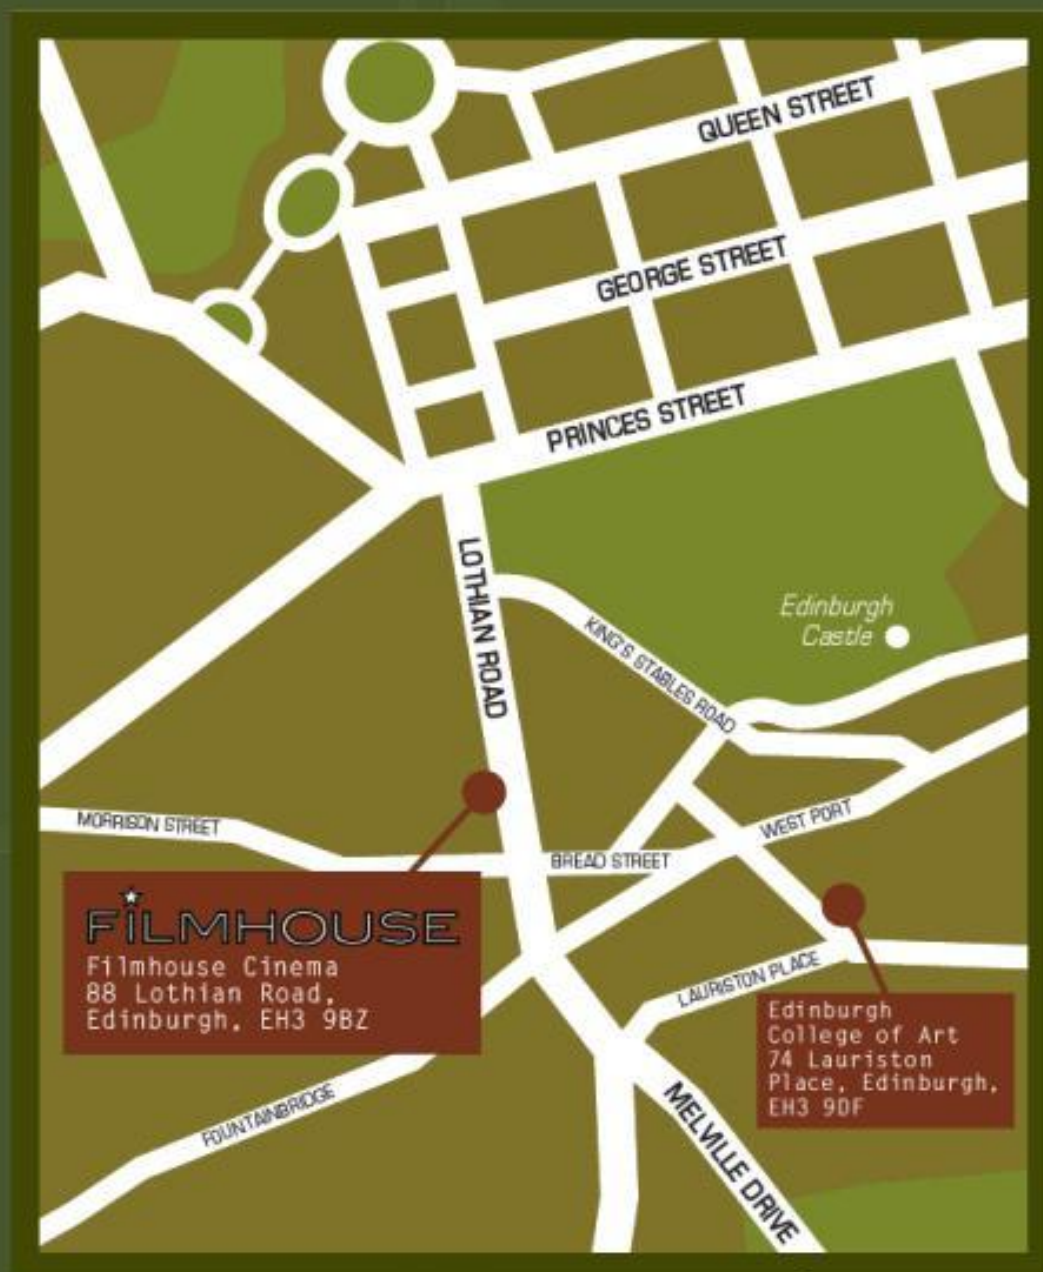 QUEEN STREET
GEORGE STREET
PRINCES STREET
LOTHIAN ROAD
KING'S STABLES ROAD
Edinburgh
Castle
MORRISON STREET
BREAD STREET
WEST PORT
FILMHOUSE
Filmhouse Cinema
88 Lothian Road,
Edinburgh, EH3 9BZ
LAURISTON PLACE
Edinburgh
College of Art
74 Lauriston
Place, Edinburgh,
EH3 9DF
FOUNTAINBRIDGE
MELVILLE DRIVE